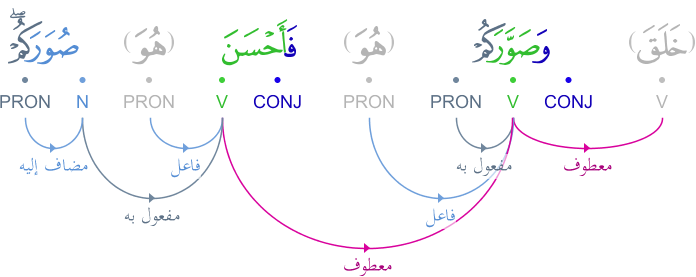 (خَلَقَ) وَصَوَّرَكُمْ (هُوَ) فَأَحْسَنَ (هُوَ) صُوَرَكُمْۖ
V CONJ V PRON PRON CONJ V PRON N PRON
معطوف مفعول به فاعل مضاف إليه
فاعل مفعول به
معطوف